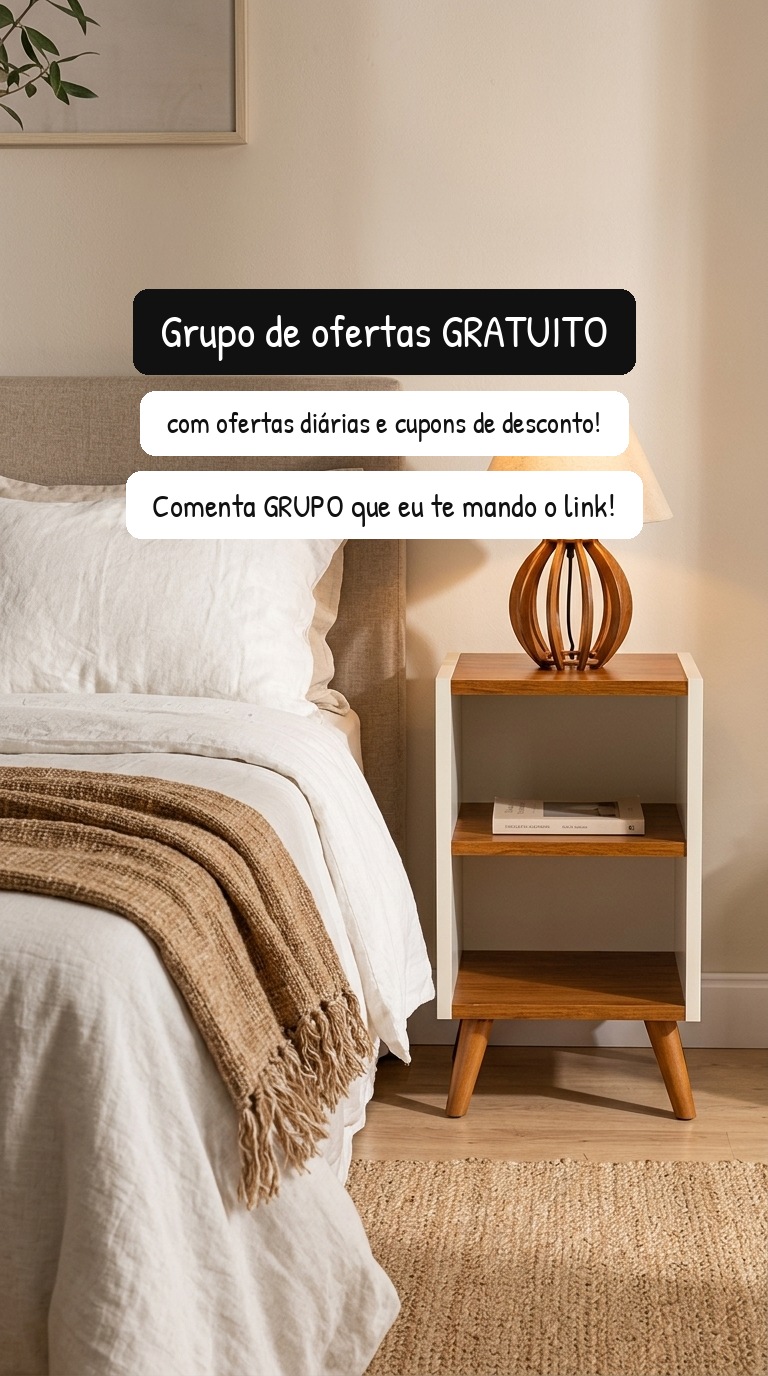 Grupo de ofertas GRATUITO
com ofertas diárias e cupons de desconto!
Comenta GRUPO que eu te mando o link!